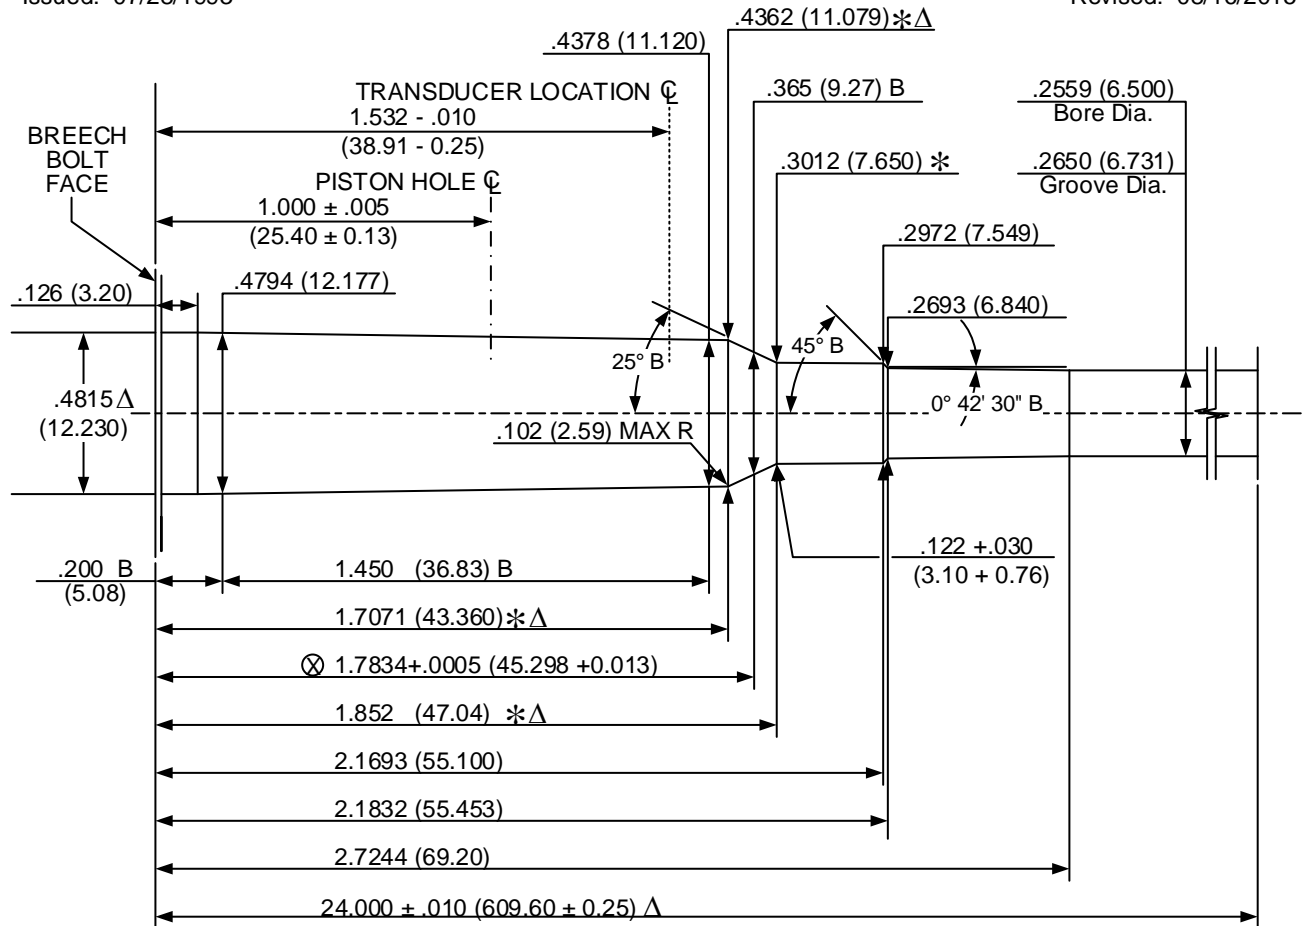 .4362 (11.079)✻Δ
.4378 (11.120)
TRANSDUCER LOCATION ℄
1.532 - .010
(38.91 - 0.25)
.365 (9.27) B
.2559 (6.500)
Bore Dia.
BREECH
BOLT
FACE
PISTON HOLE ℄
1.000 ± .005
(25.40 ± 0.13)
.3012 (7.650) ✻
.2650 (6.731)
Groove Dia.
.2972 (7.549)
.126 (3.20)
.4794 (12.177)
.2693 (6.840)
25° B
45° B
.4815 Δ
(12.230)
0° 42' 30" B
.102 (2.59) MAX R
.122 +.030
(3.10 + 0.76)
.200 B
(5.08)
1.450 (36.83) B
1.7071 (43.360)✻Δ
⊗ 1.7834+.0005 (45.298 +0.013)
1.852 (47.04) ✻Δ
2.1693 (55.100)
2.1832 (55.453)
2.7244 (69.20)
24.000 ± .010 (609.60 ± 0.25) Δ